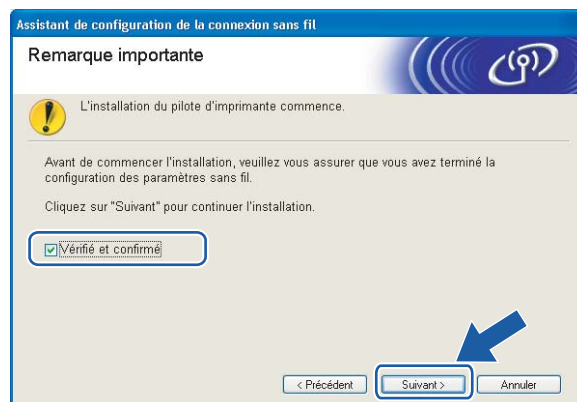 Assistant de configuration de la connexion sans fil
Remarque importante
L'installation du pilote d'imprimante commence.
Avant de commencer l'installation, veuillez vous assurer que vous avez terminé la
configuration des paramètres sans fil.
Cliquez sur "Suivant" pour continuer l'installation.
Vérifié et confirmé
< Précédent Suivant > Annuler